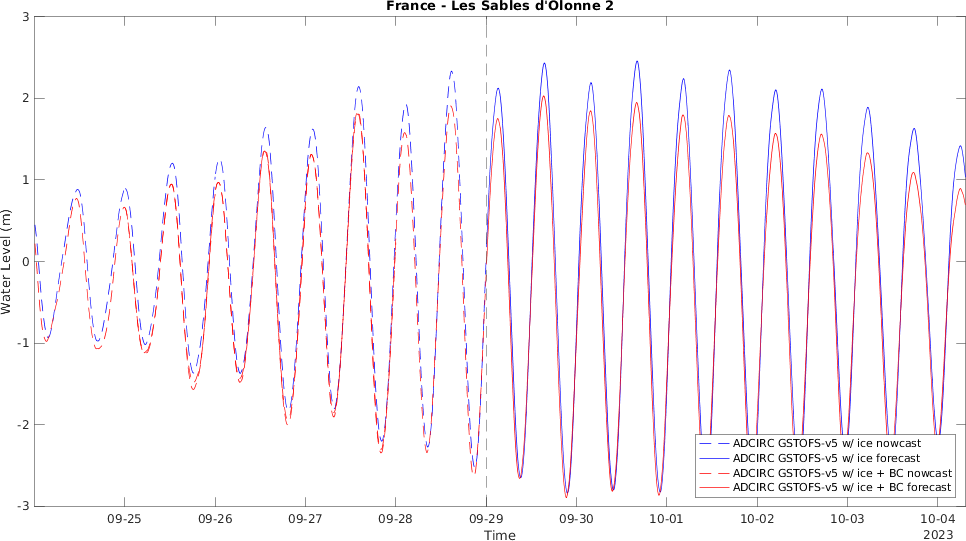 France - Les Sables d'Olonne 2
3
2
1
0
-1
-2
-3
Water Level (m)
ADCIRC GSTOFS-v5 w/ ice nowcast
ADCIRC GSTOFS-v5 w/ ice forecast
ADCIRC GSTOFS-v5 w/ ice + BC nowcast
ADCIRC GSTOFS-v5 w/ ice + BC forecast
09-25 09-26 09-27 09-28 09-29 09-30 10-01 10-02 10-03 10-04
2023
Time